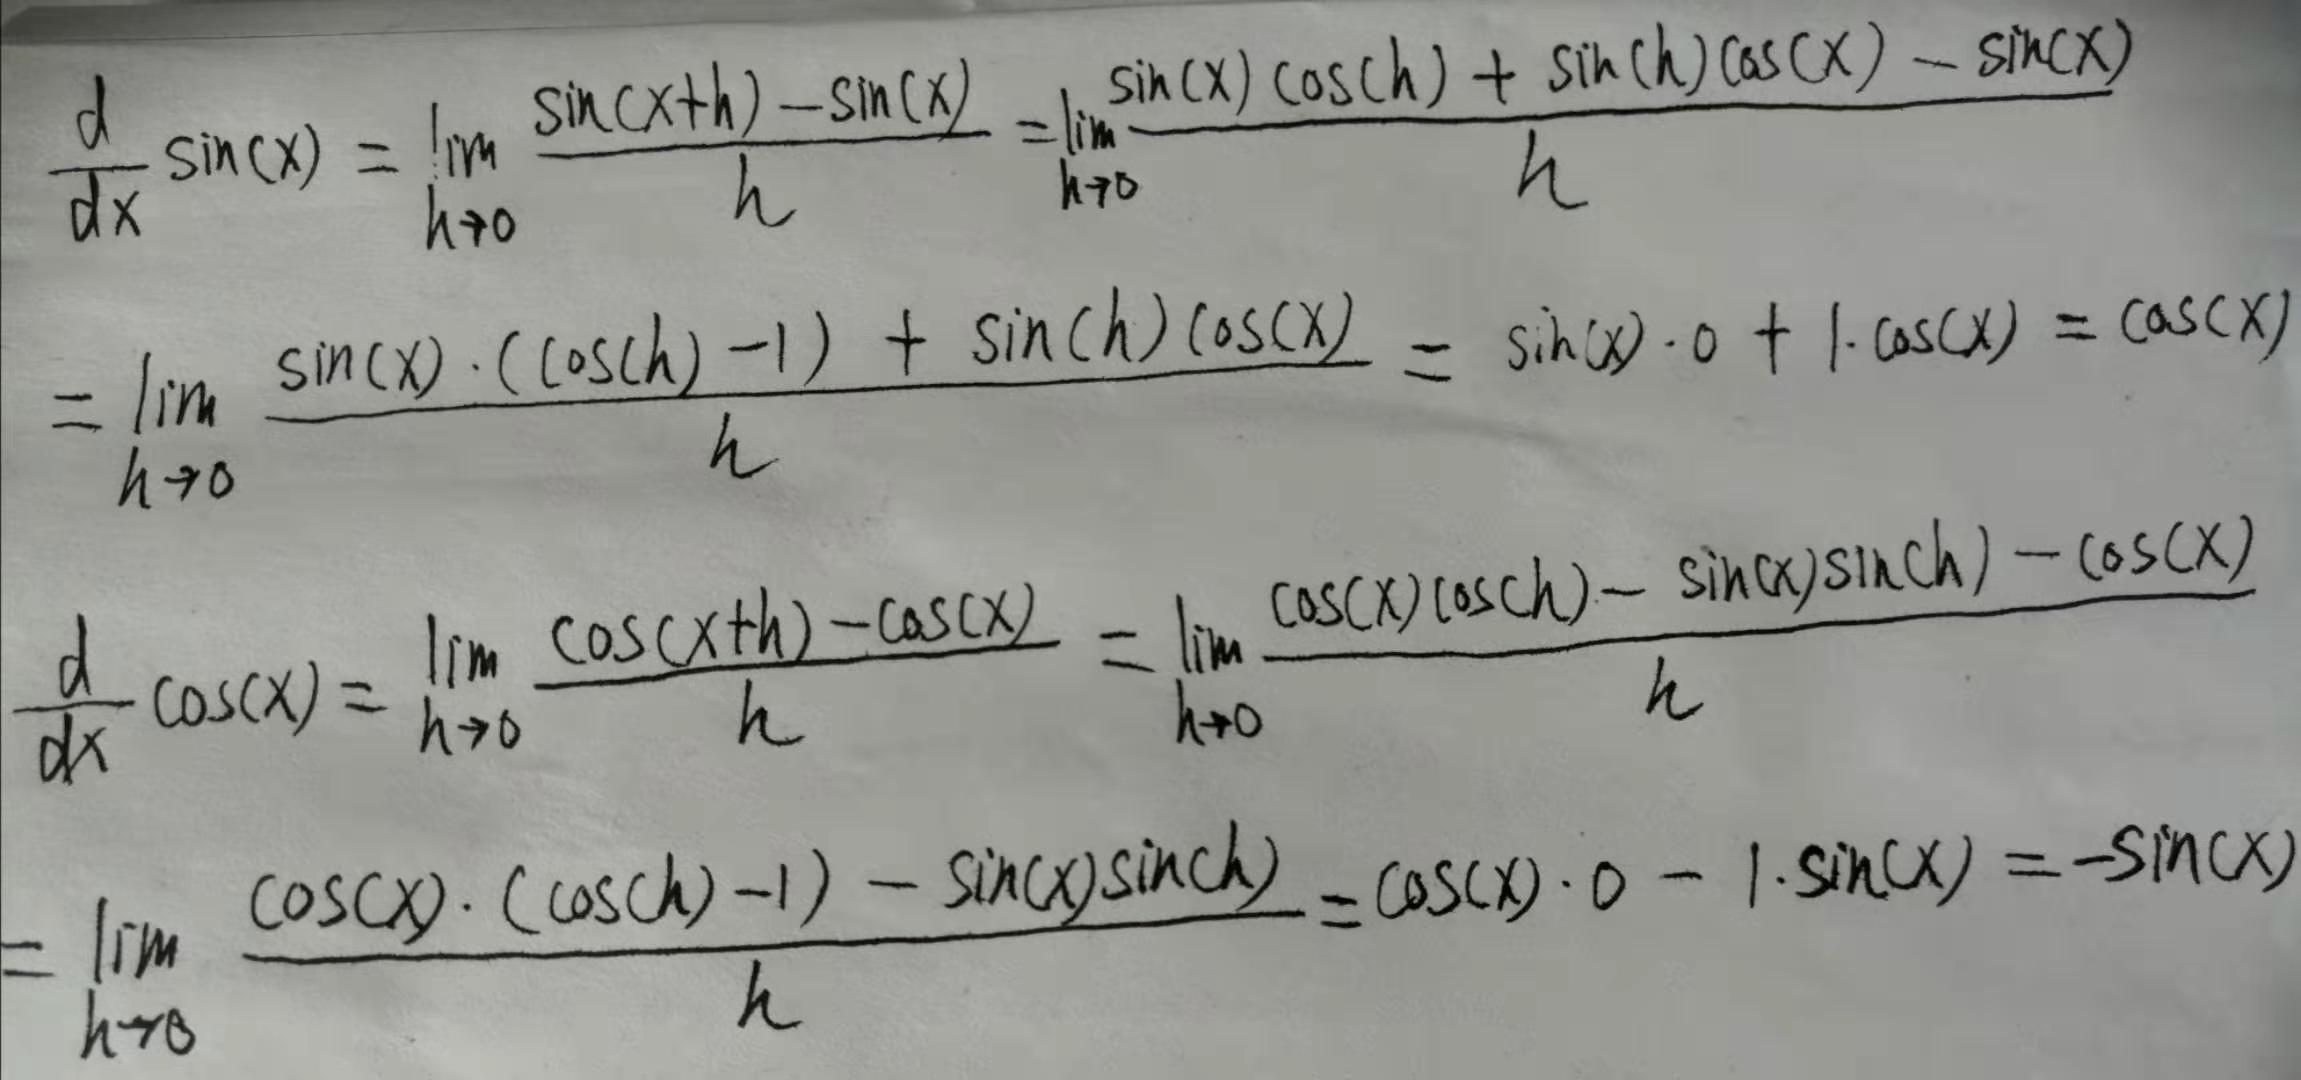 $\frac{d}{dx} \sin(x) = \lim_{h \to 0} \frac{\sin(x+h) - \sin(x)}{h} = \lim_{h \to 0} \frac{\sin(x)\cos(h) + \sin(h)\cos(x) - \sin(x)}{h}$
$= \lim_{h \to 0} \frac{\sin(x) \cdot (\cos(h) - 1) + \sin(h)\cos(x)}{h} = \sin(x) \cdot 0 + 1 \cdot \cos(x) = \cos(x)$
$\frac{d}{dx} \cos(x) = \lim_{h \to 0} \frac{\cos(x+h) - \cos(x)}{h} = \lim_{h \to 0} \frac{\cos(x)\cos(h) - \sin(x)\sin(h) - \cos(x)}{h}$
$= \lim_{h \to 0} \frac{\cos(x) \cdot (\cos(h) - 1) - \sin(x)\sin(h)}{h} = \cos(x) \cdot 0 - 1 \cdot \sin(x) = -\sin(x)$